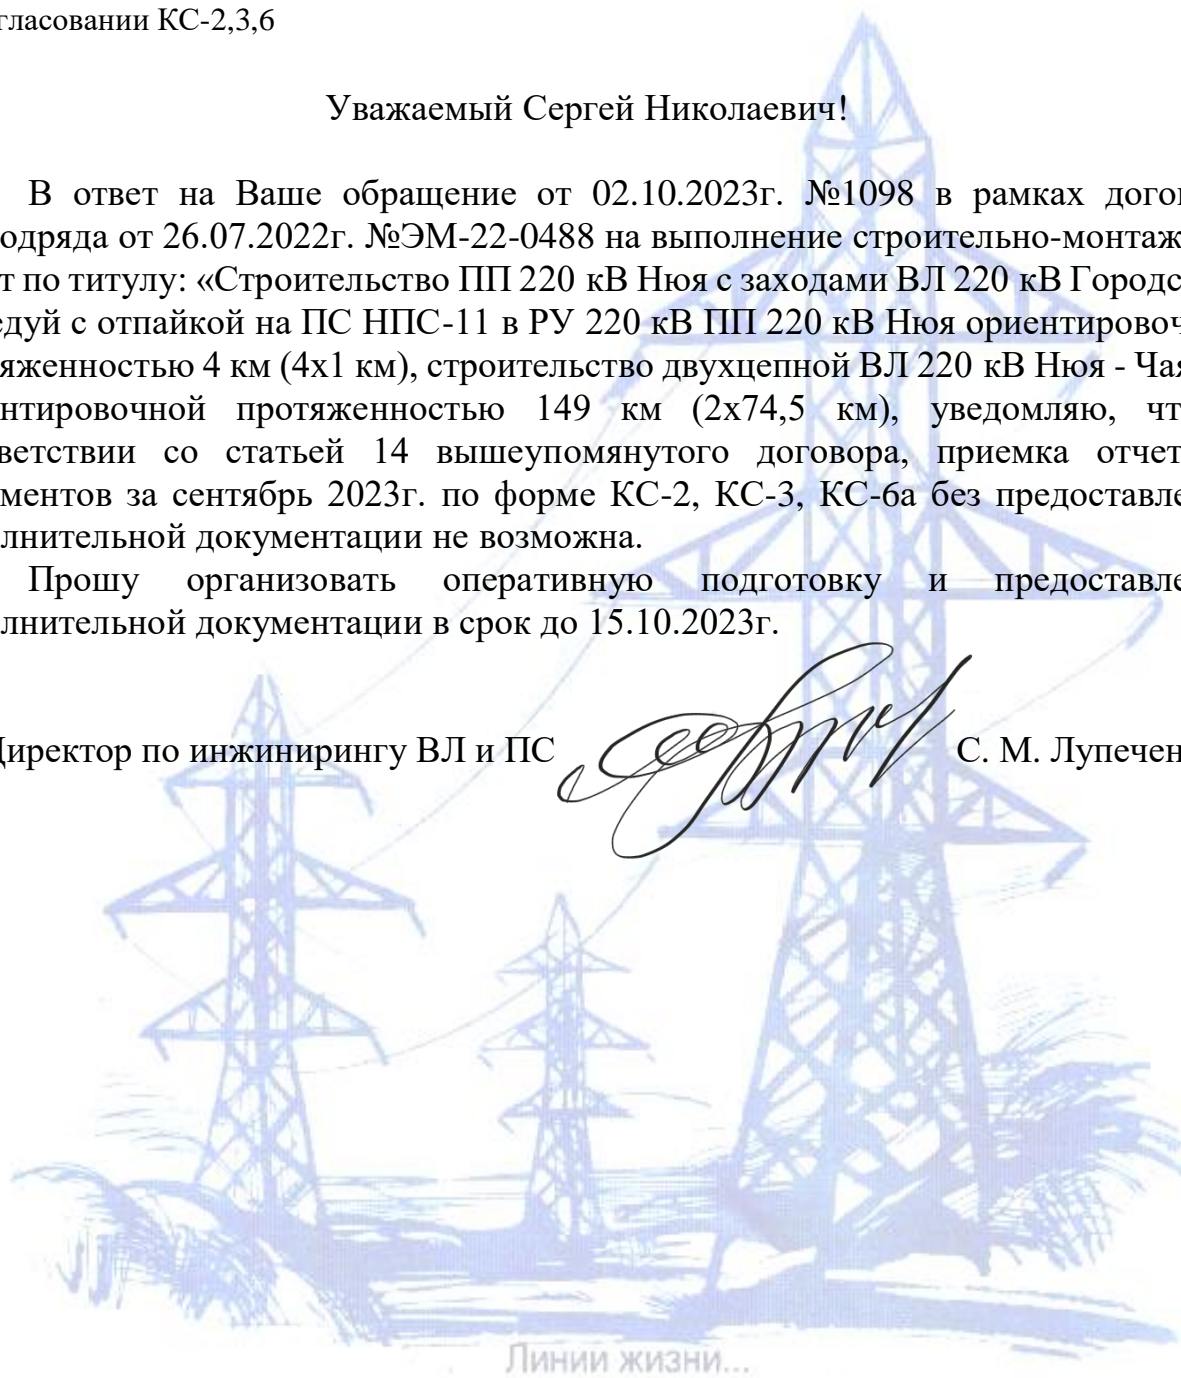 гласовании КС-2,3,6
Уважаемый Сергей Николаевич!
В ответ на Ваше обращение от 02.10.2023г. №1098 в рамках догов
одряда от 26.07.2022г. №ЭМ-22-0488 на выполнение строительно-монтаж
т по титулу: «Строительство ПП 220 кВ Нюя с заходами ВЛ 220 кВ Городс
едуй с отпайкой на ПС НПС-11 в РУ 220 кВ ПП 220 кВ Нюя ориентировоч
яженностью 4 км (4х1 км), строительство двухцепной ВЛ 220 кВ Нюя - Чая
нтировочной протяженностью 149 км (2х74,5 км), уведомляю, чт
ветствии со статьей 14 вышеупомянутого договора, приемка отчет
ментов за сентябрь 2023г. по форме КС-2, КС-3, КС-6а без предоставле
лнительной документации не возможна.
Прошу организовать оперативную подготовку и предоставле
лнительной документации в срок до 15.10.2023г.
Директор по инжинирингу ВЛ и ПС С. М. Лупечен
Линии жизни...